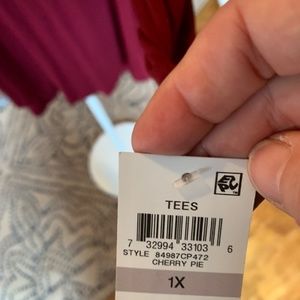 TEES
7 32994 33103 6
STYLE 84987CP472
CHERRY PIE
1X